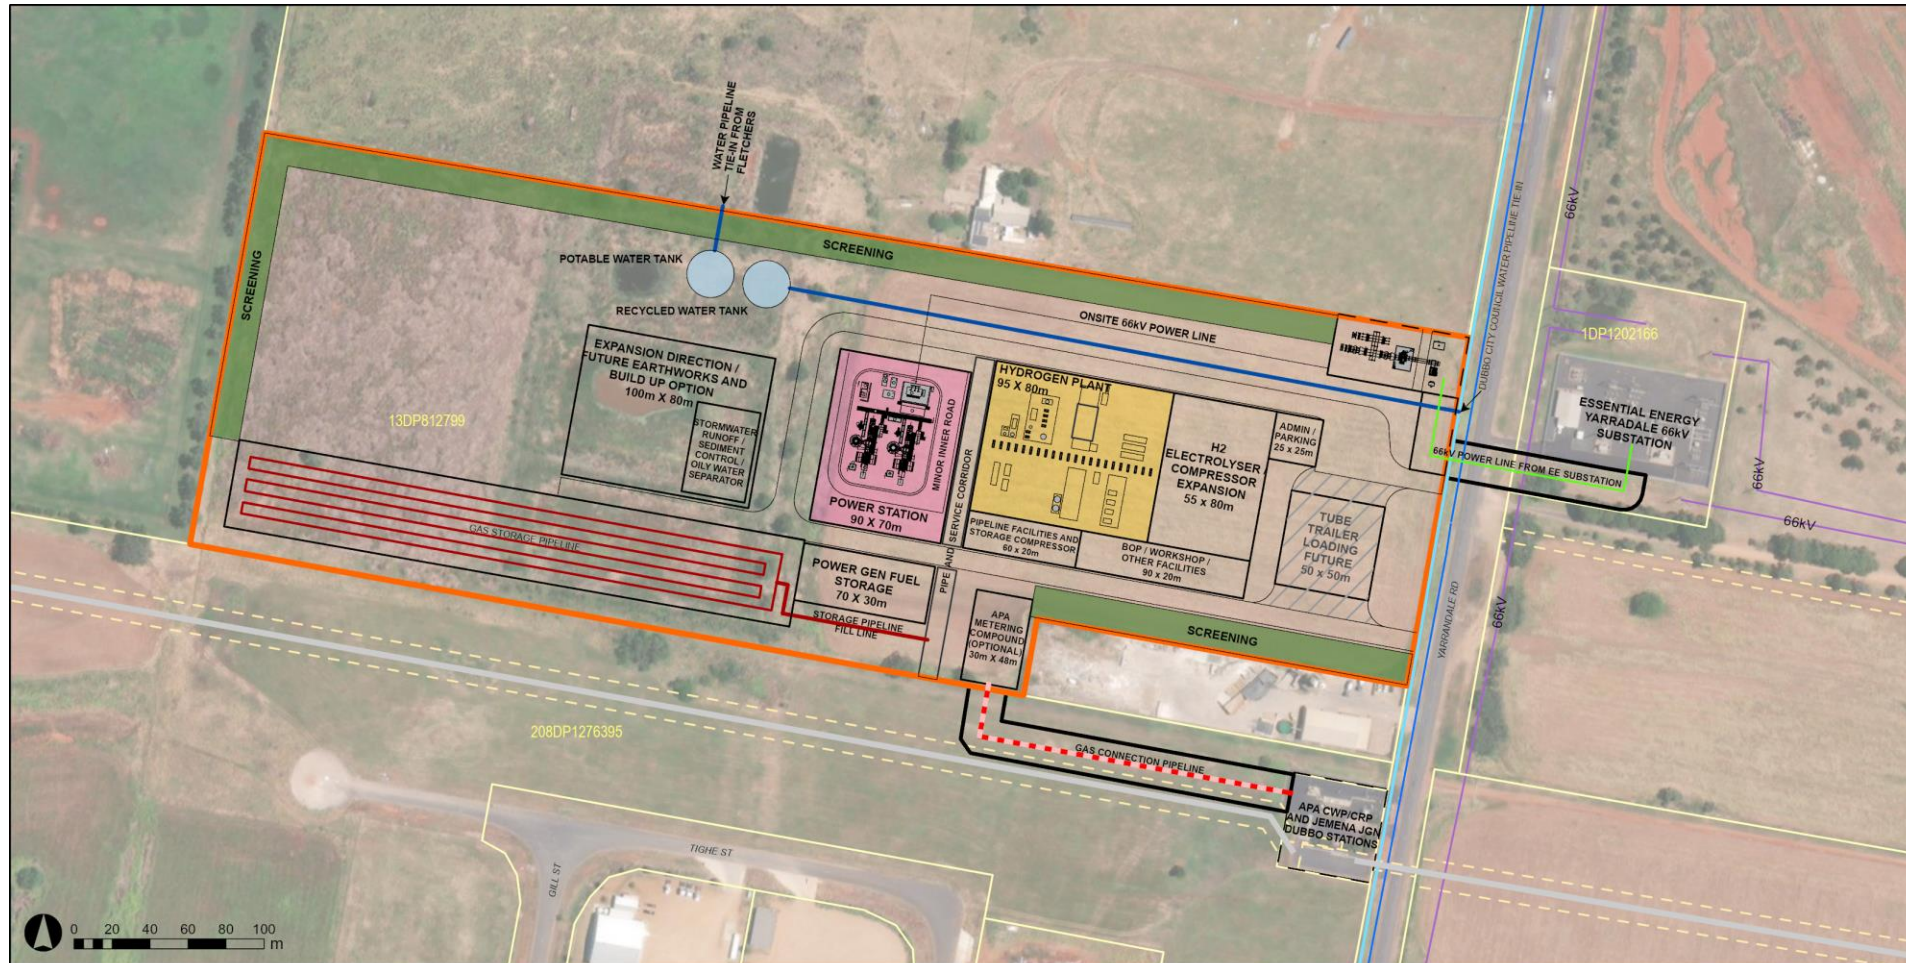 WATER PIPELINE
TIE-IN FROM
FLETCHERS
SCREENING
SCREENING
POTABLE WATER TANK
RECYCLED WATER TANK
ONSITE 66kV POWER LINE
DUBBO CITY COUNCIL WATER PIPELINE TIE IN
66kV
1DP1202166
ESSENTIAL ENERGY
YARRADALE 66kV
SUBSTATION
66kV POWER LINE FROM EE SUBSTATION
66kV
66kV
66kV
EXPANSION DIRECTION /
FUTURE EARTHWORKS AND
BUILD UP OPTION
100m X 80m
STORMWATER
RUNOFF /
SEDIMENT
CONTROL /
OILY WATER
SEPARATOR
13DP812799
POWER STATION
90 X 70m
MINOR INNER ROAD
PIPE AND SERVICE CORRIDOR
HYDROGEN PLANT
95 X 80m
H2
ELECTROLYSER /
COMPRESSOR
EXPANSION
55 x 80m
ADMIN /
PARKING
25 x 25m
TUBE
TRAILER
LOADING
FUTURE
50 x 50m
PIPELINE FACILITIES AND
STORAGE COMPRESSOR
60 x 20m
BOP / WORKSHOP /
OTHER FACILITIES
90 x 20m
GAS STORAGE PIPELINE
POWER GEN FUEL
STORAGE
70 X 30m
STORAGE PIPELINE
FILL LINE
APA
METERING
COMPOUND
(OPTIONAL)
30m X 48m
SCREENING
YARRANDALE RD
208DP1276395
GAS CONNECTION PIPELINE
APA CWP/CRP
AND JEMENA JGN
DUBBO STATIONS
TIGHE ST
GILL ST
0 20 40 60 80 100
m